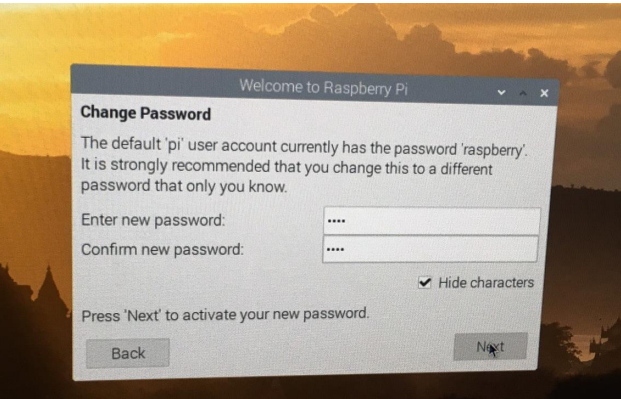 Welcome to Raspberry Pi
Change Password
The default 'pi' user account currently has the password 'raspberry'.
It is strongly recommended that you change this to a different
password that only you know.
Enter new password: ••••
Confirm new password: ••••
Hide characters
Press 'Next' to activate your new password.
Back Next